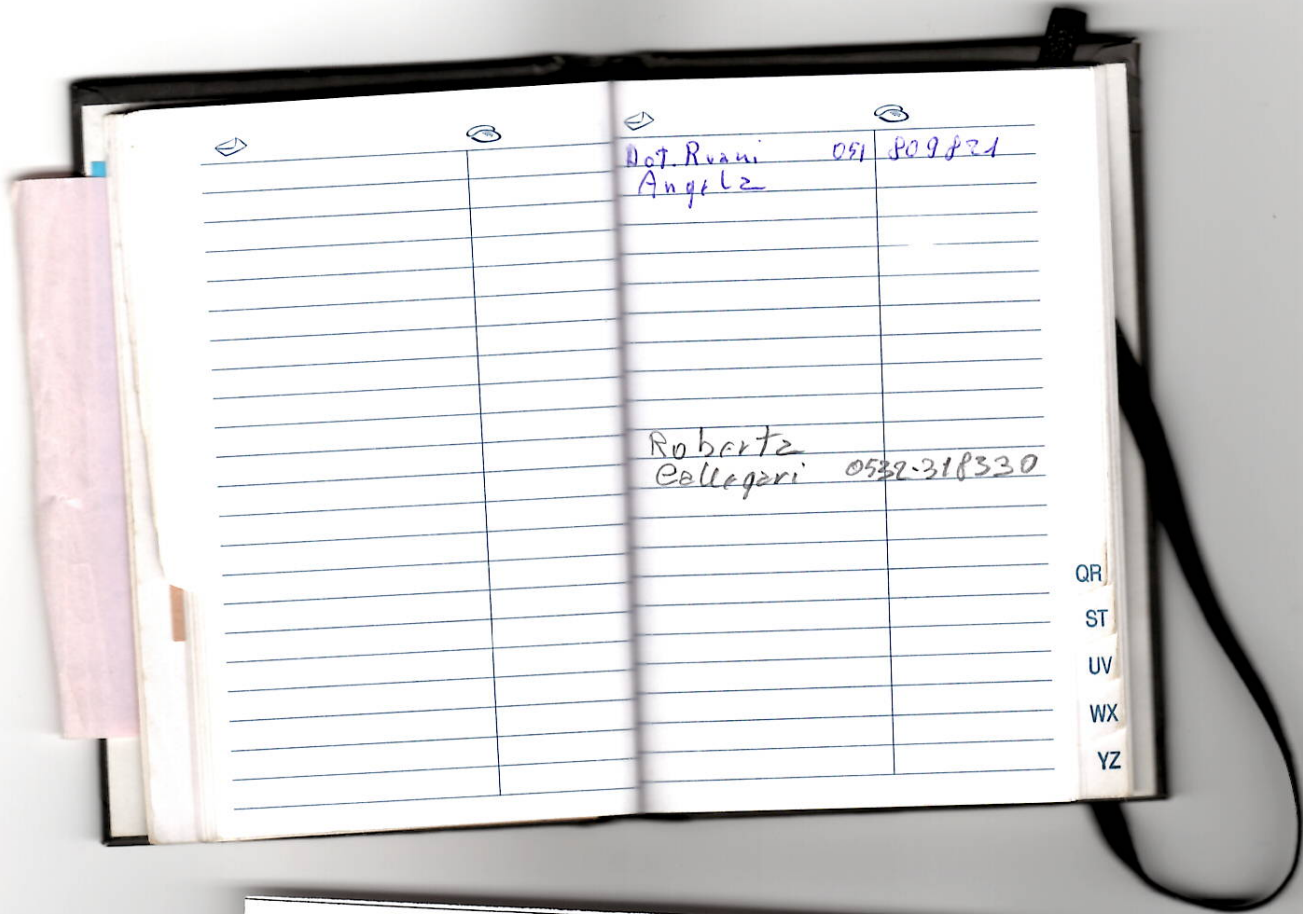 Dot. Ruani 051 809821
Angela
Roberta
Callegari 0532-318330
QR
ST
UV
WX
YZ